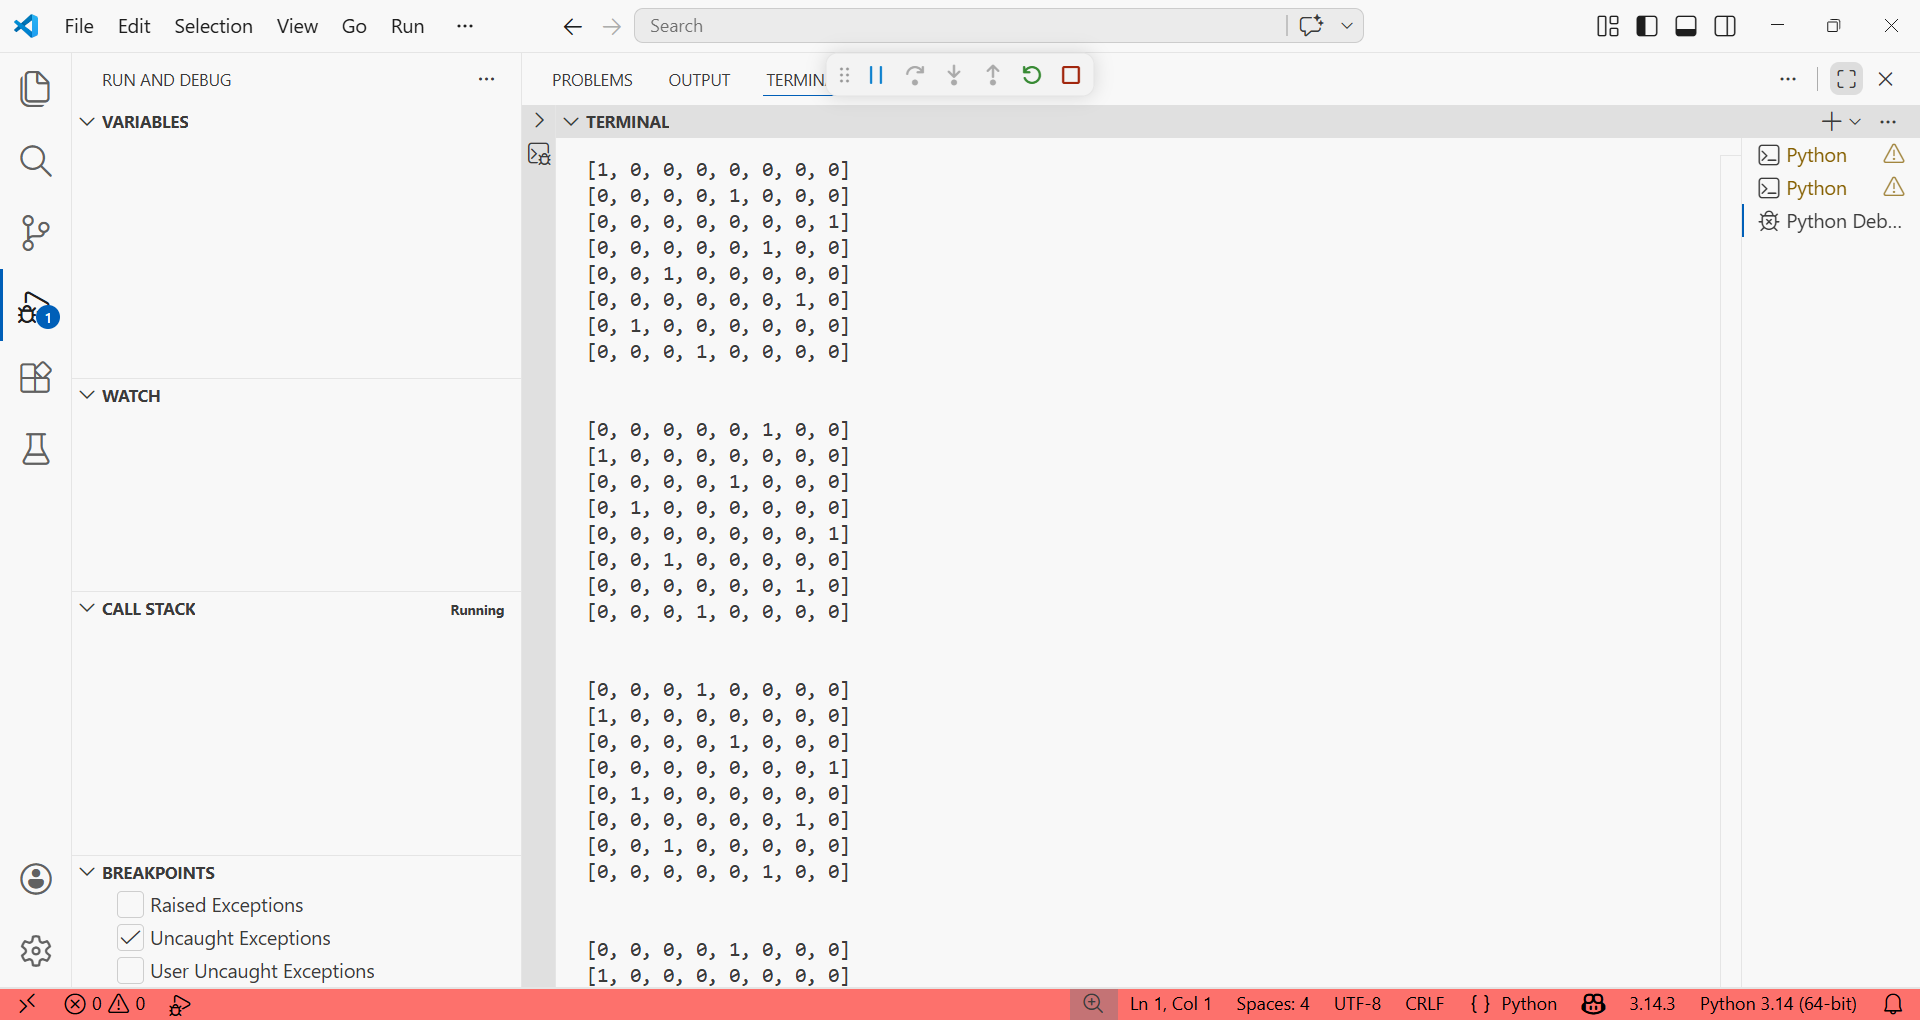 File Edit Selection View Go Run ···
Search
RUN AND DEBUG ···
VARIABLES
WATCH
CALL STACK Running
BREAKPOINTS
Raised Exceptions
Uncaught Exceptions
User Uncaught Exceptions
1
PROBLEMS OUTPUT TERMIN
TERMINAL
[1, 0, 0, 0, 0, 0, 0, 0]
[0, 0, 0, 0, 1, 0, 0, 0]
[0, 0, 0, 0, 0, 0, 0, 1]
[0, 0, 0, 0, 0, 1, 0, 0]
[0, 0, 1, 0, 0, 0, 0, 0]
[0, 0, 0, 0, 0, 0, 1, 0]
[0, 1, 0, 0, 0, 0, 0, 0]
[0, 0, 0, 1, 0, 0, 0, 0]
[0, 0, 0, 0, 0, 1, 0, 0]
[1, 0, 0, 0, 0, 0, 0, 0]
[0, 0, 0, 0, 1, 0, 0, 0]
[0, 1, 0, 0, 0, 0, 0, 0]
[0, 0, 0, 0, 0, 0, 0, 1]
[0, 0, 1, 0, 0, 0, 0, 0]
[0, 0, 0, 0, 0, 0, 1, 0]
[0, 0, 0, 1, 0, 0, 0, 0]
[0, 0, 0, 1, 0, 0, 0, 0]
[1, 0, 0, 0, 0, 0, 0, 0]
[0, 0, 0, 0, 1, 0, 0, 0]
[0, 0, 0, 0, 0, 0, 0, 1]
[0, 1, 0, 0, 0, 0, 0, 0]
[0, 0, 0, 0, 0, 0, 1, 0]
[0, 0, 1, 0, 0, 0, 0, 0]
[0, 0, 0, 0, 0, 1, 0, 0]
[0, 0, 0, 0, 1, 0, 0, 0]
[1, 0, 0, 0, 0, 0, 0, 0]
Python
Python
Python Deb...
0 0
Ln 1, Col 1 Spaces: 4 UTF-8 CRLF { } Python 3.14.3 Python 3.14 (64-bit)